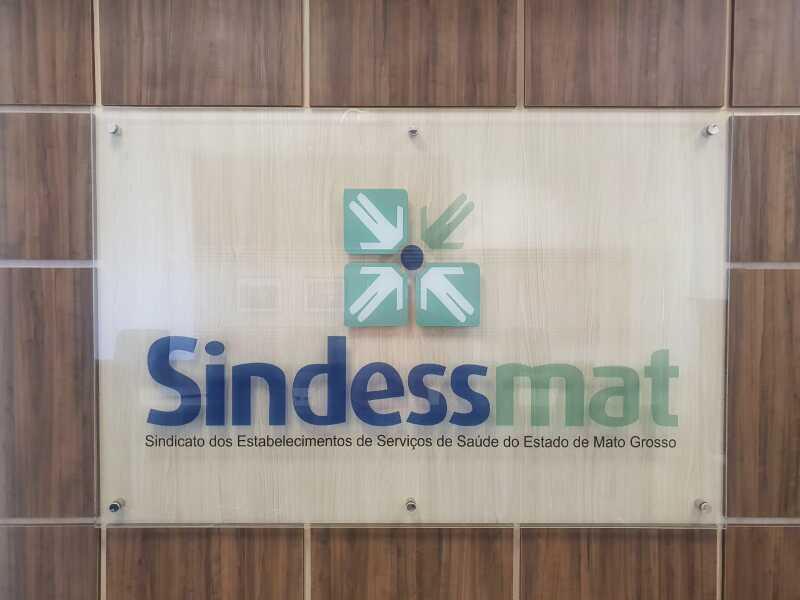 Sindessmat
Sindicato dos Estabelecimentos de Serviços de Saúde do Estado de Mato Grosso